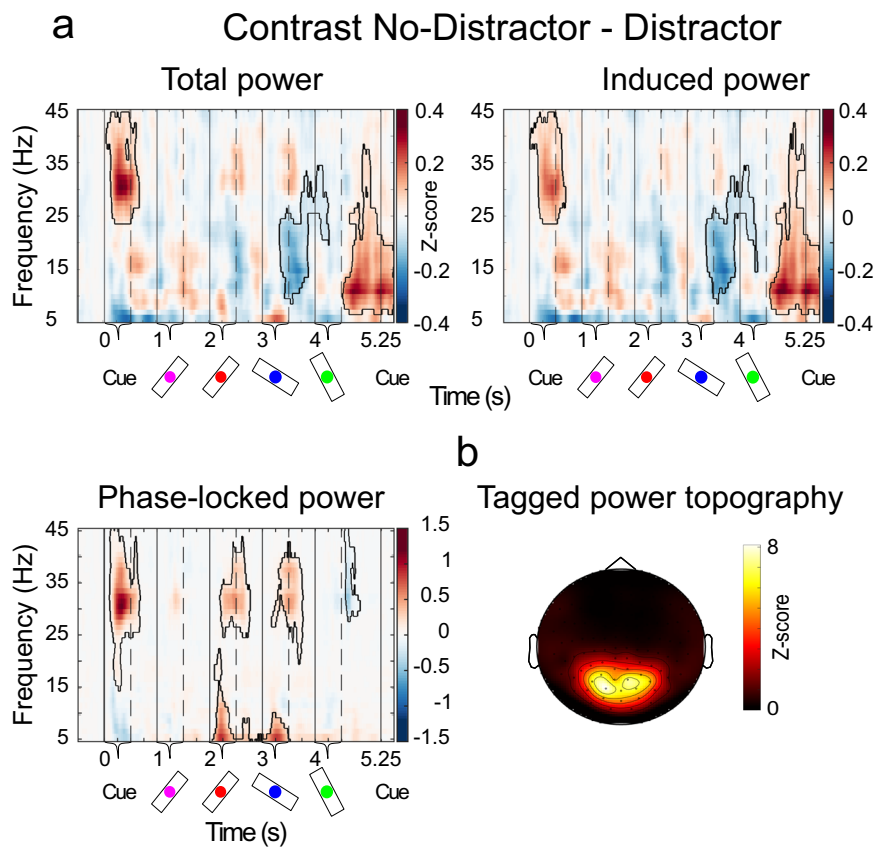 a
Contrast No-Distractor - Distractor
Total power
Induced power
Frequency (Hz)
45
35
25
15
5
0.4
0.2
0
-0.2
-0.4
Z-score
45
35
25
15
5
0.4
0.2
0
-0.2
-0.4
0 1 2 3 4 5.25
0 1 2 3 4 5.25
Cue
Cue
Cue
Cue
Time (s)
b
Phase-locked power
Tagged power topography
Frequency (Hz)
45
35
25
15
5
1.5
1
0.5
0
-0.5
-1
-1.5
8
Z-score
0
0 1 2 3 4 5.25
Cue
Cue
Time (s)